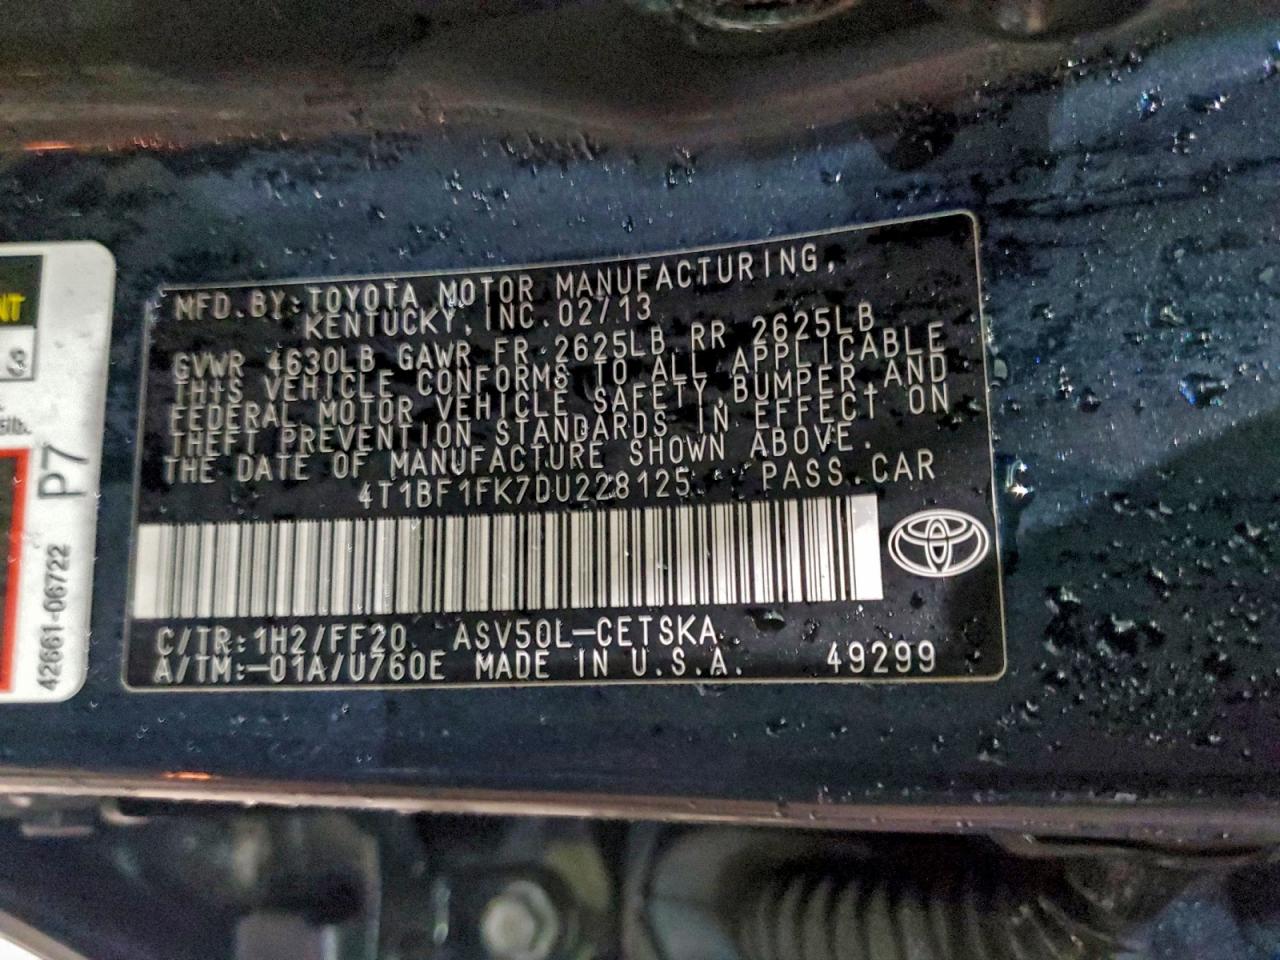 MFD. BY: TOYOTA MOTOR MANUFACTURING,
KENTUCKY, INC. 02/13
GVWR 4630LB GAWR FR 2625LB RR 2625LB
THIS VEHICLE CONFORMS TO ALL APPLICABLE
FEDERAL MOTOR VEHICLE SAFETY, BUMPER, AND
THEFT PREVENTION STANDARDS IN EFFECT ON
THE DATE OF MANUFACTURE SHOWN ABOVE.
4T1BF1FK7DU228125 PASS. CAR
C/TR: 1H2/FF20 ASV50L-CETSKA
A/TM: -01A/U760E MADE IN U.S.A. 49299
P7
42661-06722